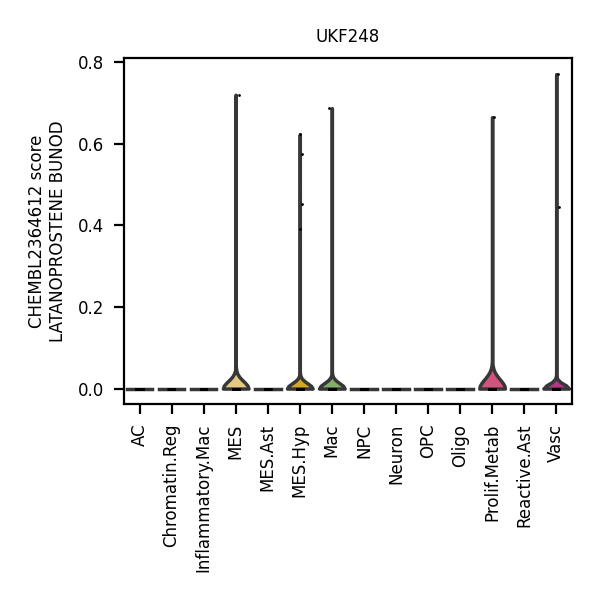 UKF248
CHEMBL2364612 score
LATANOPROSTENE BUNOD
0.8
0.6
0.4
0.2
0.0
AC
Chromatin.Reg
Inflammatory.Mac
MES
MES.Ast
MES.Hyp
Mac
NPC
Neuron
OPC
Oligo
Prolif.Metab
Reactive.Ast
Vasc